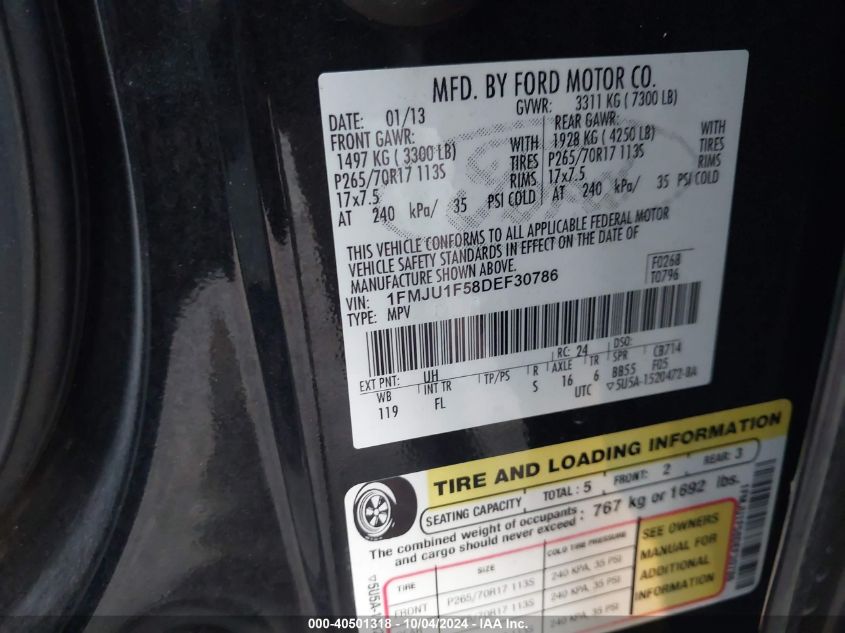 MFD. BY FORD MOTOR CO.
DATE: 01/13 GVWR: 3311 KG ( 7300 LB)
FRONT GAWR: REAR GAWR:
1497 KG ( 3300 LB) WITH 1928 KG ( 4250 LB) WITH
P265/70R17 113S TIRES P265/70R17 113S TIRES
17x7.5 RIMS 17x7.5 RIMS
AT 240 kPa/ 35 PSI COLD AT 240 kPa/ 35 PSI COLD
THIS VEHICLE CONFORMS TO ALL APPLICABLE FEDERAL MOTOR
VEHICLE SAFETY STANDARDS IN EFFECT ON THE DATE OF
MANUFACTURE SHOWN ABOVE.
VIN: 1FMJU1F58DEF30786 F0268
TYPE: MPV T0796
EXT PNT: UH RC: 24 DSO:
WB INT TR TP/PS R AXLE TR SPR CB714
119 FL S 16 6 BB55 F05
UTC ▽5U5A-1520472-BA
TIRE AND LOADING INFORMATION
SEATING CAPACITY TOTAL: 5 FRONT: 2 REAR: 3
The combined weight of occupants
and cargo should never exceed : 767 kg or 1692 lbs.
TIRE SIZE COLD TIRE PRESSURE
FRONT P265/70R17 113S 240 KPA, 35 PSI
SEE OWNERS
MANUAL FOR
ADDITIONAL
INFORMATION
000-40501318 - 10/04/2024 - IAA Inc.